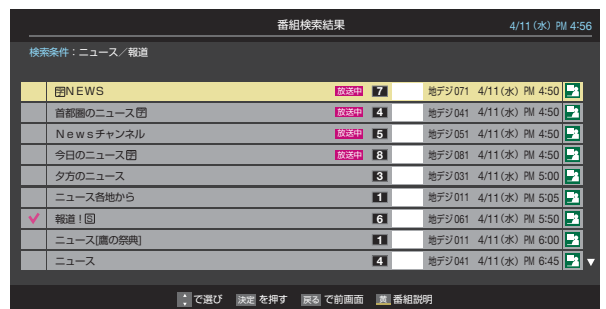 番組検索結果 4/11(水) PM 4:56
検索条件：ニュース／報道
字NEWS 放送中 7 地デジ071 4/11(水) PM 4:50
首都圏のニュース字 放送中 4 地デジ041 4/11(水) PM 4:50
Newsチャンネル 放送中 5 地デジ051 4/11(水) PM 4:50
今日のニュース字 放送中 8 地デジ081 4/11(水) PM 4:50
夕方のニュース 3 地デジ031 4/11(水) PM 5:00
ニュース各地から 1 地デジ011 4/11(水) PM 5:05
報道！S 6 地デジ061 4/11(水) PM 5:50
ニュース[鷹の祭典] 1 地デジ011 4/11(水) PM 6:00
ニュース 4 地デジ041 4/11(水) PM 6:45
で選び 決定 を押す 戻る で前画面 黄 番組説明